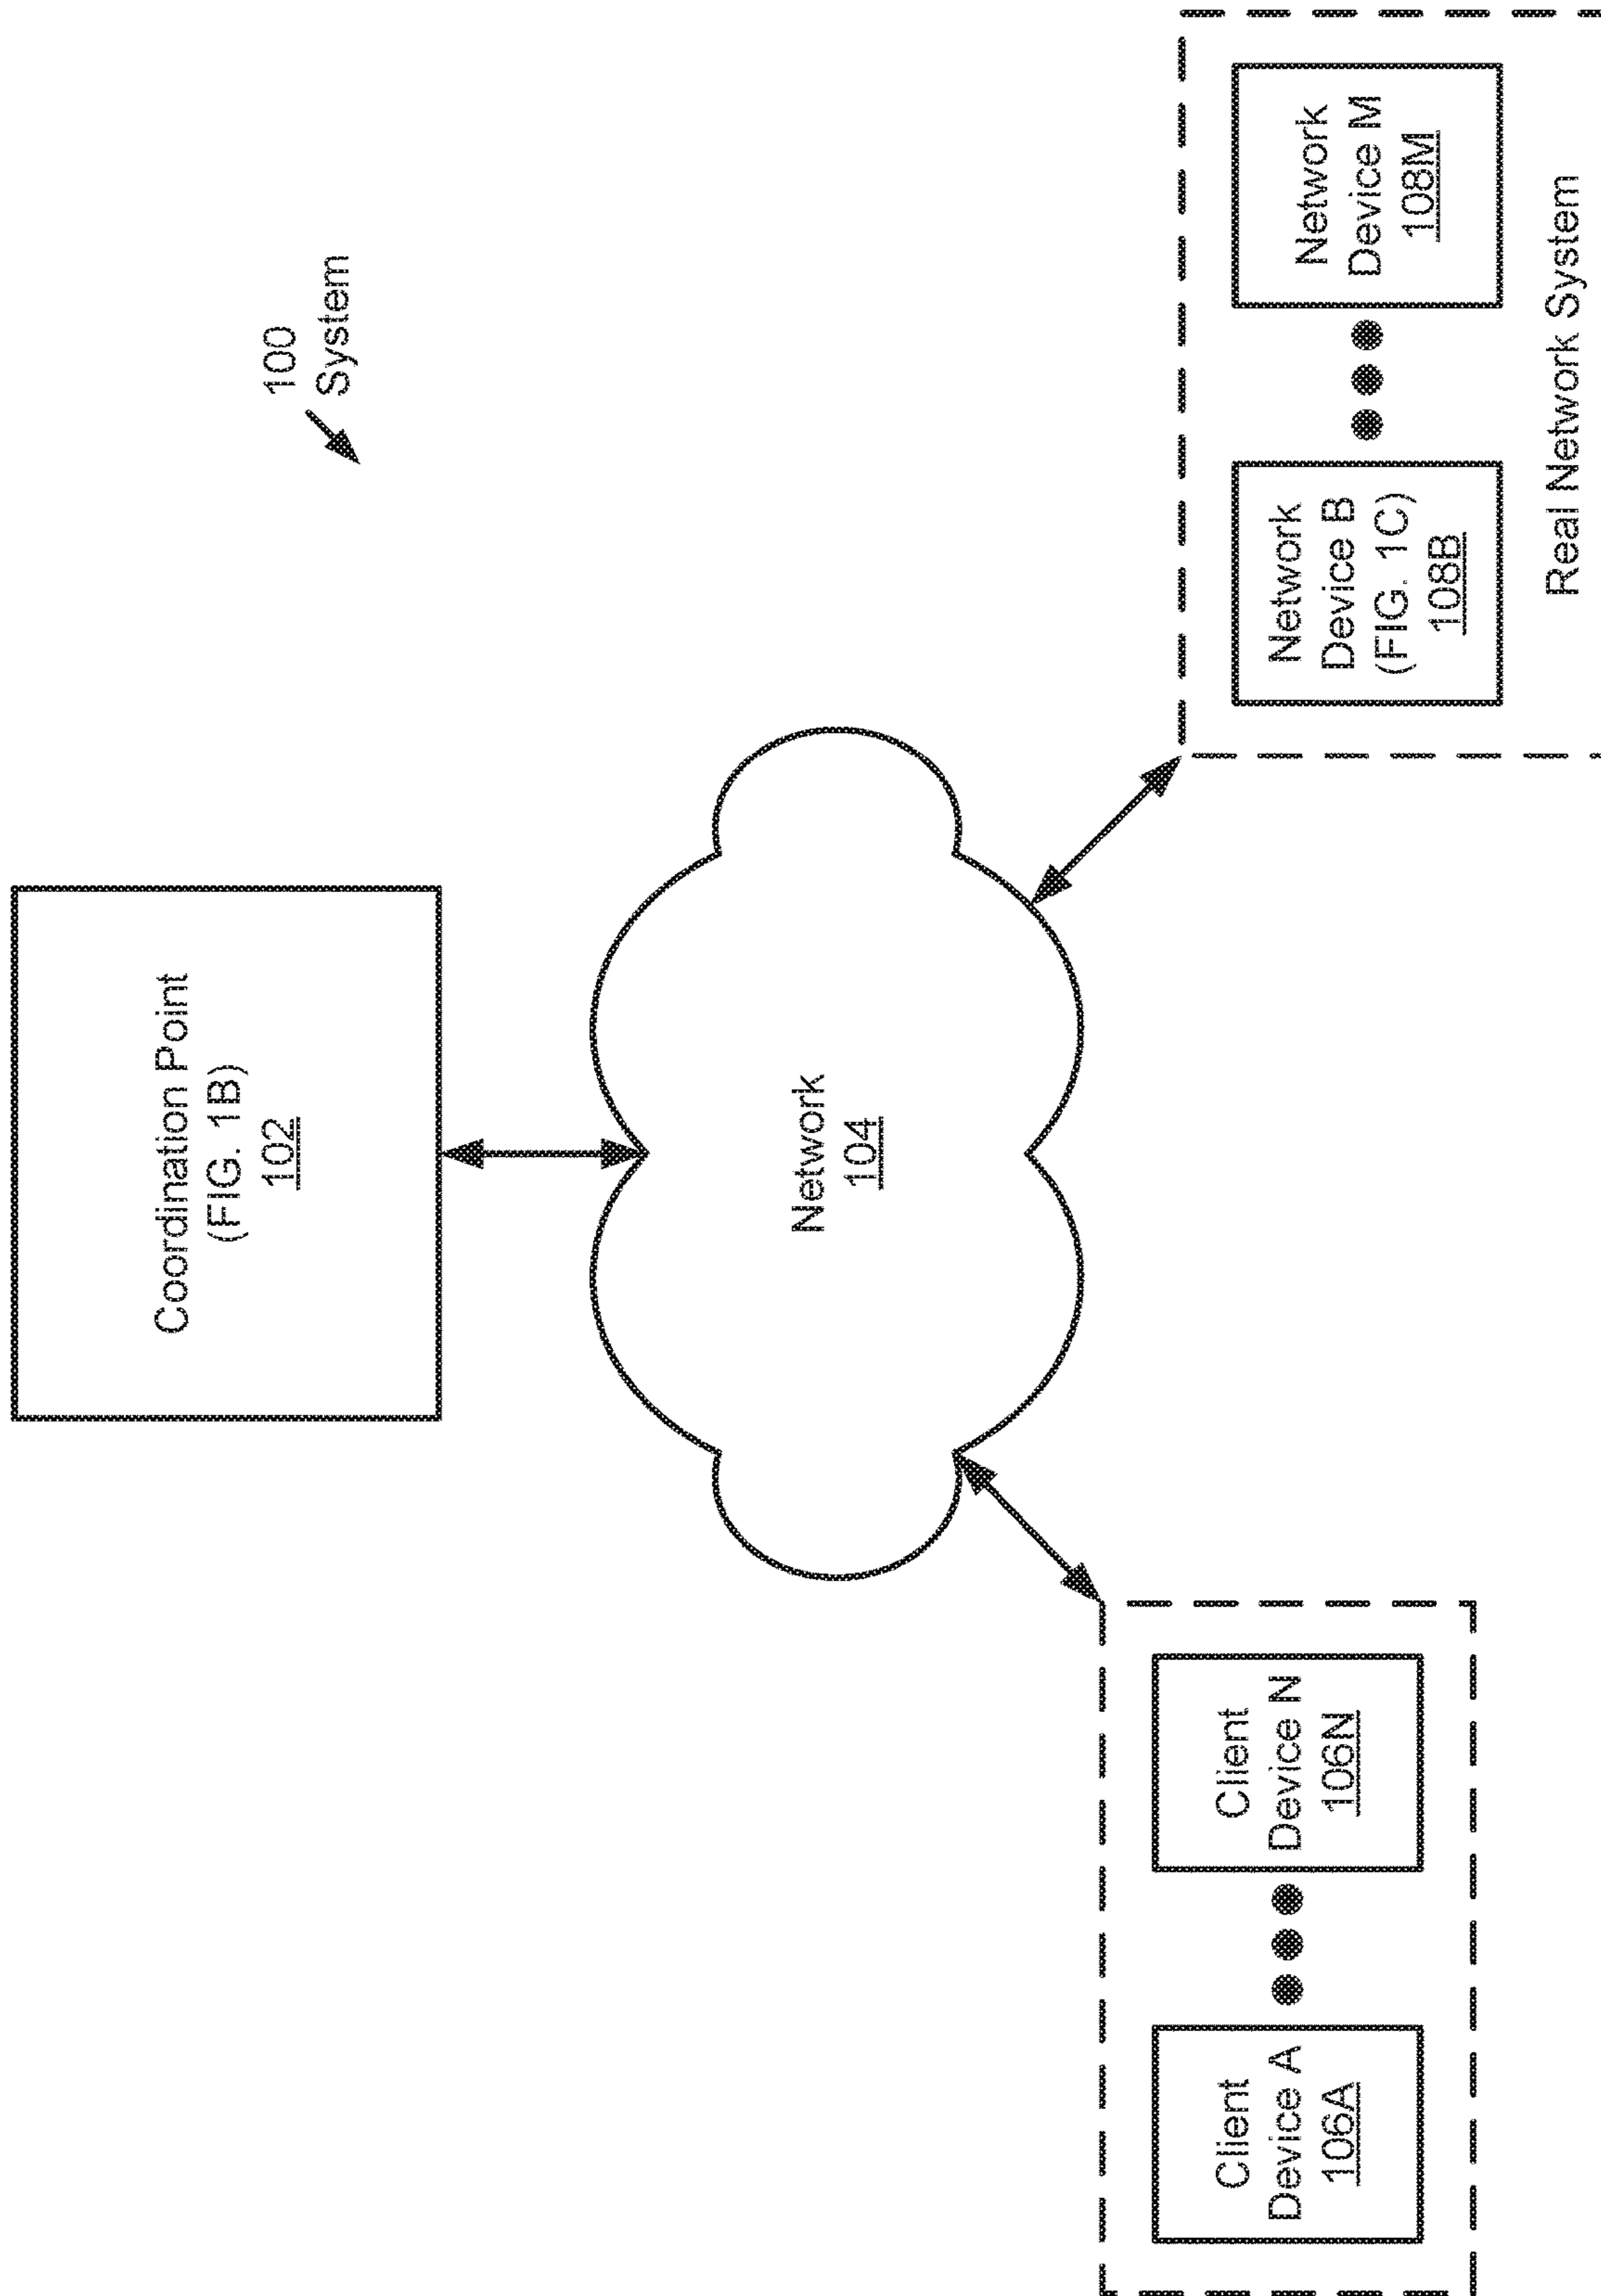 100
System
Coordination Point
(FIG. 1B)
102
Network
104
Client
Device A
106A
Client
Device N
106N
Network
Device B
(FIG. 1C)
108B
Network
Device M
108M
Real Network System